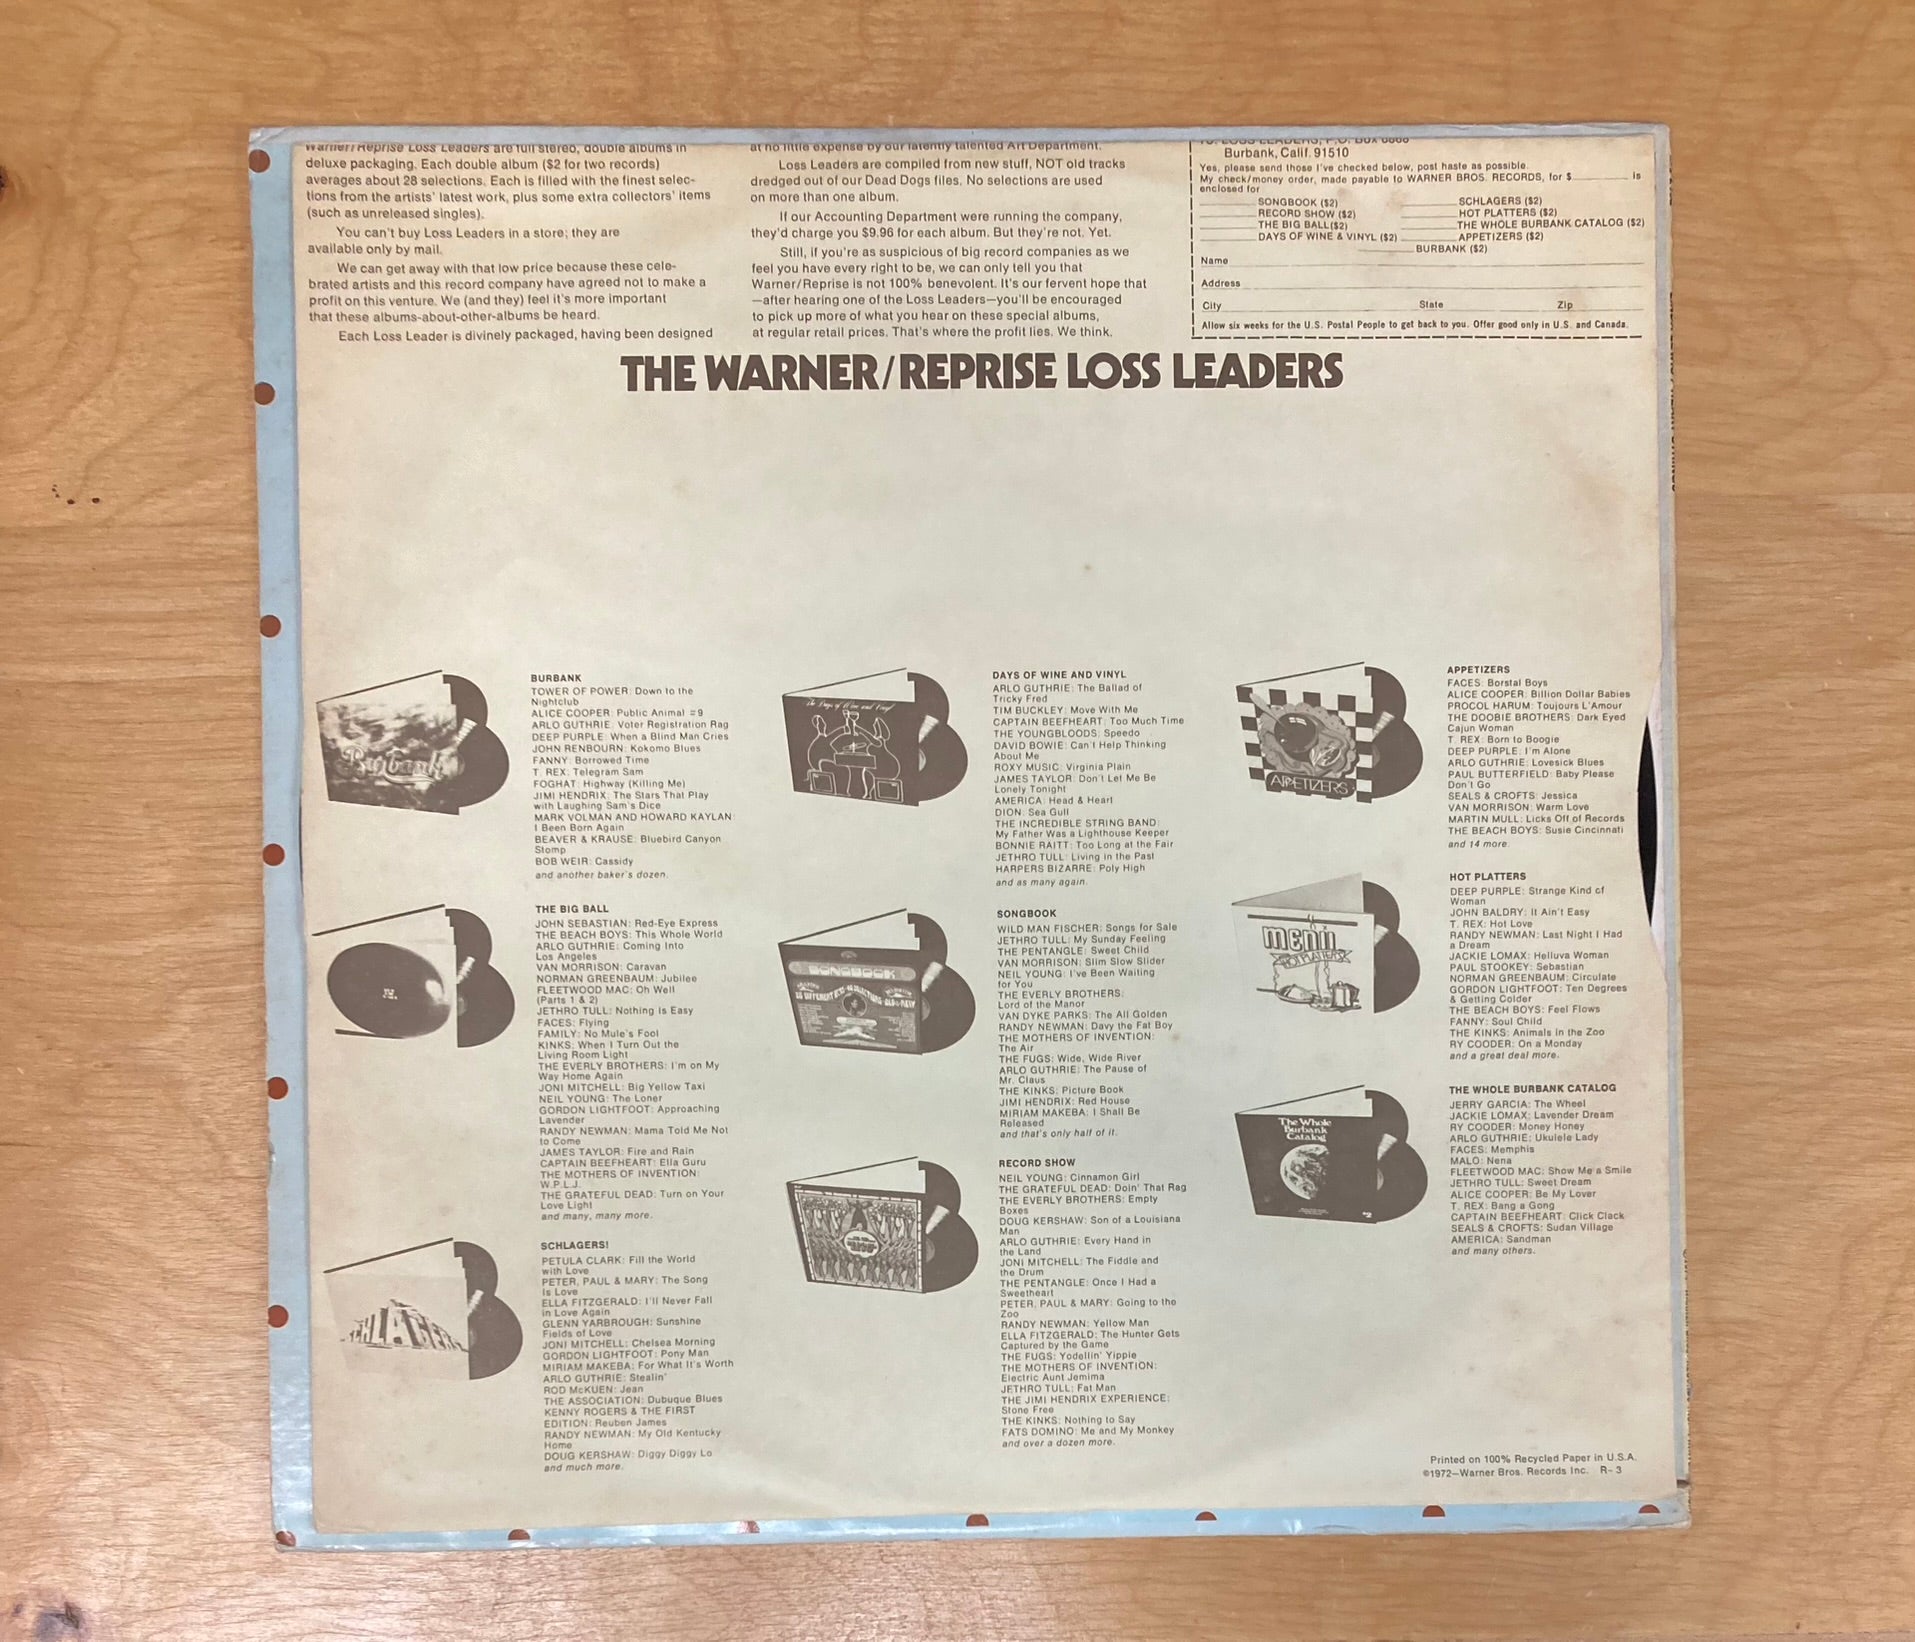 Warner/Reprise Loss Leaders are full stereo, double albums in
deluxe packaging. Each double album ($2 for two records)
averages about 28 selections. Each is filled with the finest selec-
tions from the artists' latest work, plus some extra collectors' items
(such as unreleased singles).
You can't buy Loss Leaders in a store; they are
available only by mail.
We can get away with that low price because these cele-
brated artists and this record company have agreed not to make a
profit on this venture. We (and they) feel it's more important
that these albums-about-other-albums be heard.
Each Loss Leader is divinely packaged, having been designed
at no little expense by our latently talented Art Department.
Loss Leaders are compiled from new stuff, NOT old tracks
dredged out of our Dead Dogs files. No selections are used
on more than one album.
If our Accounting Department were running the company,
they'd charge you $9.96 for each album. But they're not. Yet.
Still, if you're as suspicious of big record companies as we
feel you have every right to be, we can only tell you that
Warner/Reprise is not 100% benevolent. It's our fervent hope that
—after hearing one of the Loss Leaders—you'll be encouraged
to pick up more of what you hear on these special albums,
at regular retail prices. That's where the profit lies. We think.
TO: LOSS LEADERS, P.O. Box 6868
Burbank, Calif. 91510
Yes, please send those I've checked below, post haste as possible.
My check/money order, made payable to WARNER BROS. RECORDS, for $ is
enclosed for
SONGBOOK ($2) SCHLAGERS ($2)
RECORD SHOW ($2) HOT PLATTERS ($2)
THE BIG BALL($2) THE WHOLE BURBANK CATALOG ($2)
DAYS OF WINE & VINYL ($2) APPETIZERS ($2)
BURBANK ($2)
Name
Address
City State Zip
Allow six weeks for the U.S. Postal People to get back to you. Offer good only in U.S. and Canada.
THE WARNER/REPRISE LOSS LEADERS
Burbank
BURBANK
TOWER OF POWER: Down to the
Nightclub
ALICE COOPER: Public Animal #9
ARLO GUTHRIE: Voter Registration Rag
DEEP PURPLE: When a Blind Man Cries
JOHN RENBOURN: Kokomo Blues
FANNY: Borrowed Time
T. REX: Telegram Sam
FOGHAT: Highway (Killing Me)
JIMI HENDRIX: The Stars That Play
with Laughing Sam's Dice
MARK VOLMAN AND HOWARD KAYLAN:
I Been Born Again
BEAVER & KRAUSE: Bluebird Canyon
Stomp
BOB WEIR: Cassidy
and another baker's dozen.
THE BIG BALL
JOHN SEBASTIAN: Red-Eye Express
THE BEACH BOYS: This Whole World
ARLO GUTHRIE: Coming Into
Los Angeles
VAN MORRISON: Caravan
NORMAN GREENBAUM: Jubilee
FLEETWOOD MAC: Oh Well
(Parts 1 & 2)
JETHRO TULL: Nothing Is Easy
FACES: Flying
FAMILY: No Mule's Fool
KINKS: When I Turn Out the
Living Room Light
THE EVERLY BROTHERS: I'm on My
Way Home Again
JONI MITCHELL: Big Yellow Taxi
NEIL YOUNG: The Loner
GORDON LIGHTFOOT: Approaching
Lavender
RANDY NEWMAN: Mama Told Me Not
to Come
JAMES TAYLOR: Fire and Rain
CAPTAIN BEEFHEART: Ella Guru
THE MOTHERS OF INVENTION:
W.P.L.J.
THE GRATEFUL DEAD: Turn on Your
Love Light
and many, many more.
SCHLAGERS
SCHLAGERS!
PETULA CLARK: Fill the World
with Love
PETER, PAUL & MARY: The Song
Is Love
ELLA FITZGERALD: I'll Never Fall
in Love Again
GLENN YARBROUGH: Sunshine
Fields of Love
JONI MITCHELL: Chelsea Morning
GORDON LIGHTFOOT: Pony Man
MIRIAM MAKEBA: For What It's Worth
ARLO GUTHRIE: Stealin'
ROD McKUEN: Jean
THE ASSOCIATION: Dubuque Blues
KENNY ROGERS & THE FIRST
EDITION: Reuben James
RANDY NEWMAN: My Old Kentucky
Home
DOUG KERSHAW: Diggy Diggy Lo
and much more.
The Days of Wine and Vinyl
DAYS OF WINE AND VINYL
ARLO GUTHRIE: The Ballad of
Tricky Fred
TIM BUCKLEY: Move With Me
CAPTAIN BEEFHEART: Too Much Time
THE YOUNGBLOODS: Speedo
DAVID BOWIE: Can't Help Thinking
About Me
ROXY MUSIC: Virginia Plain
JAMES TAYLOR: Don't Let Me Be
Lonely Tonight
AMERICA: Head & Heart
DION: Sea Gull
THE INCREDIBLE STRING BAND:
My Father Was a Lighthouse Keeper
BONNIE RAITT: Too Long at the Fair
JETHRO TULL: Living in the Past
HARPERS BIZARRE: Poly High
and as many again.
SONGBOOK
SONGBOOK
WILD MAN FISCHER: Songs for Sale
JETHRO TULL: My Sunday Feeling
THE PENTANGLE: Sweet Child
VAN MORRISON: Slim Slow Slider
NEIL YOUNG: I've Been Waiting
for You
THE EVERLY BROTHERS:
Lord of the Manor
VAN DYKE PARKS: The All Golden
RANDY NEWMAN: Davy the Fat Boy
THE MOTHERS OF INVENTION:
The Air
THE FUGS: Wide, Wide River
ARLO GUTHRIE: The Pause of
Mr. Claus
THE KINKS: Picture Book
JIMI HENDRIX: Red House
MIRIAM MAKEBA: I Shall Be
Released
and that's only half of it.
RECORD SHOW
NEIL YOUNG: Cinnamon Girl
THE GRATEFUL DEAD: Doin' That Rag
THE EVERLY BROTHERS: Empty
Boxes
DOUG KERSHAW: Son of a Louisiana
Man
ARLO GUTHRIE: Every Hand in
the Land
JONI MITCHELL: The Fiddle and
the Drum
THE PENTANGLE: Once I Had a
Sweetheart
PETER, PAUL & MARY: Going to the
Zoo
RANDY NEWMAN: Yellow Man
ELLA FITZGERALD: The Hunter Gets
Captured by the Game
THE FUGS: Yodellin' Yippie
THE MOTHERS OF INVENTION:
Electric Aunt Jemima
JETHRO TULL: Fat Man
THE JIMI HENDRIX EXPERIENCE:
Stone Free
THE KINKS: Nothing to Say
FATS DOMINO: Me and My Monkey
and over a dozen more.
APPETIZERS
APPETIZERS
FACES: Borstal Boys
ALICE COOPER: Billion Dollar Babies
PROCOL HARUM: Toujours L'Amour
THE DOOBIE BROTHERS: Dark Eyed
Cajun Woman
T. REX: Born to Boogie
DEEP PURPLE: I'm Alone
ARLO GUTHRIE: Lovesick Blues
PAUL BUTTERFIELD: Baby Please
Don't Go
SEALS & CROFTS: Jessica
VAN MORRISON: Warm Love
MARTIN MULL: Licks Off of Records
THE BEACH BOYS: Susie Cincinnati
and 14 more.
menu
HOT PLATTERS
HOT PLATTERS
DEEP PURPLE: Strange Kind of
Woman
JOHN BALDRY: It Ain't Easy
T. REX: Hot Love
RANDY NEWMAN: Last Night I Had
a Dream
JACKIE LOMAX: Helluva Woman
PAUL STOOKEY: Sebastian
NORMAN GREENBAUM: Circulate
GORDON LIGHTFOOT: Ten Degrees
& Getting Colder
THE BEACH BOYS: Feel Flows
FANNY: Soul Child
THE KINKS: Animals in the Zoo
RY COODER: On a Monday
and a great deal more.
The Whole
Burbank
Catalog
$2
THE WHOLE BURBANK CATALOG
JERRY GARCIA: The Wheel
JACKIE LOMAX: Lavender Dream
RY COODER: Money Honey
ARLO GUTHRIE: Ukulele Lady
FACES: Memphis
MALO: Nena
FLEETWOOD MAC: Show Me a Smile
JETHRO TULL: Sweet Dream
ALICE COOPER: Be My Lover
T. REX: Bang a Gong
CAPTAIN BEEFHEART: Click Clack
SEALS & CROFTS: Sudan Village
AMERICA: Sandman
and many others.
Printed on 100% Recycled Paper in U.S.A.
©1972—Warner Bros. Records Inc. R-3